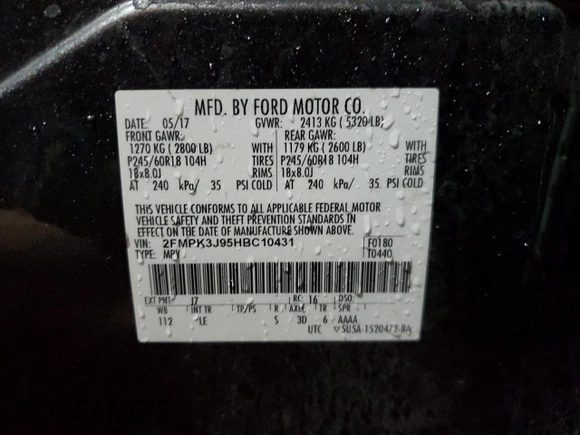 MFD. BY FORD MOTOR CO.
DATE: 05/17 GVWR: 2413 KG ( 5320 LB)
FRONT GAWR: REAR GAWR:
1270 KG ( 2800 LB) WITH 1179 KG ( 2600 LB) WITH
P245/60R18 104H TIRES P245/60R18 104H TIRES
18x8.0J RIMS 18x8.0J RIMS
AT 240 kPa/ 35 PSI COLD AT 240 kPa/ 35 PSI COLD
THIS VEHICLE CONFORMS TO ALL APPLICABLE FEDERAL MOTOR
VEHICLE SAFETY AND THEFT PREVENTION STANDARDS IN
EFFECT ON THE DATE OF MANUFACTURE SHOWN ABOVE.
VIN: 2FMPK3J95HBC10431 F0180
TYPE: MPV T0440
EXT PNT: J7 RC: 16 DSO:
WB INT TR TP/PS R AXLE TR SPR
112 LE S 3D 6 AAAA
UTC